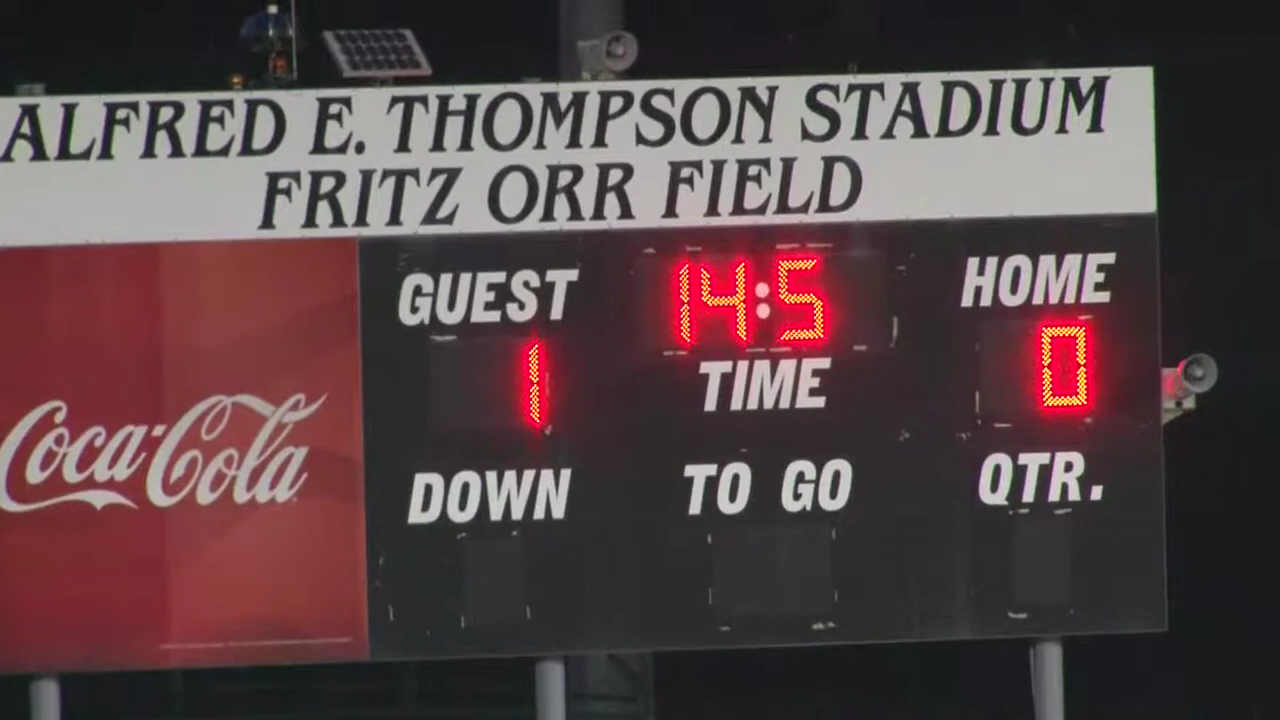 ALFRED E. THOMPSON STADIUM
FRITZ ORR FIELD
Coca-Cola
GUEST 14:5 HOME
1 TIME 0
DOWN TO GO QTR.